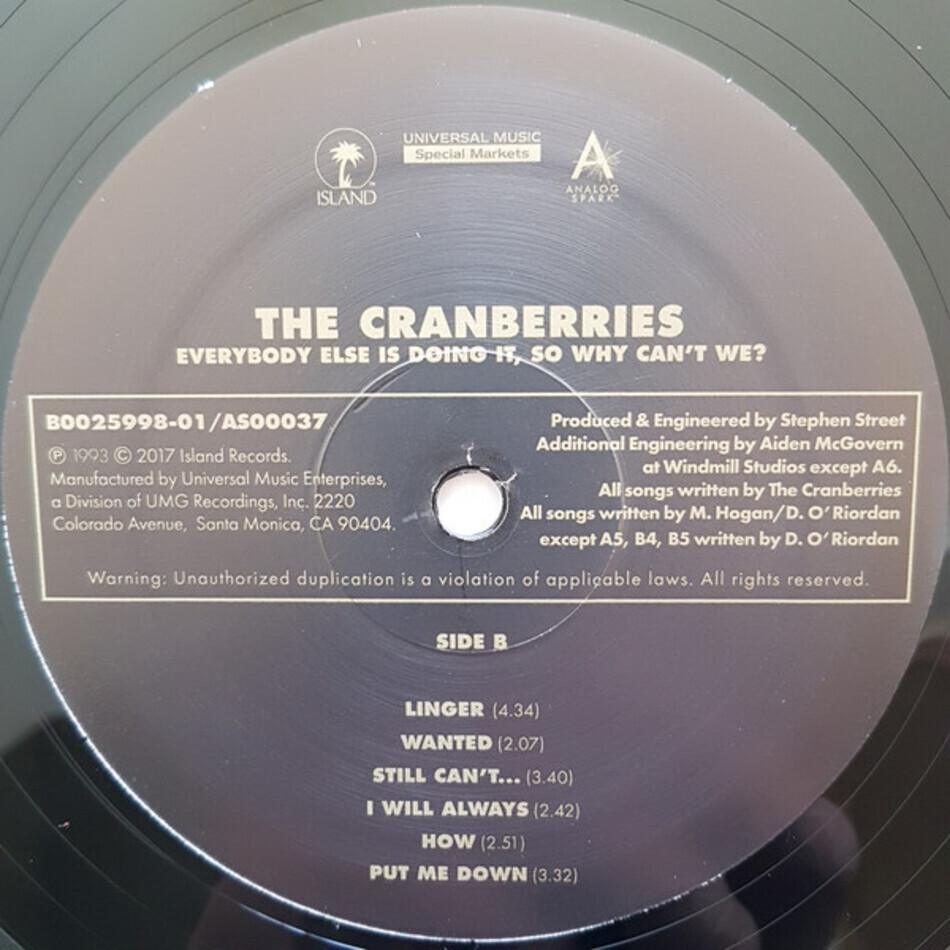 ISLAND
UNIVERSAL MUSIC
Special Markets
ANALOG
SPARK
THE CRANBERRIES
EVERYBODY ELSE IS DOING IT, SO WHY CAN'T WE?
B0025998-01/AS00037
℗ 1993 © 2017 Island Records.
Manufactured by Universal Music Enterprises,
a Division of UMG Recordings, Inc. 2220
Colorado Avenue, Santa Monica, CA 90404.
Produced & Engineered by Stephen Street
Additional Engineering by Aiden McGovern
at Windmill Studios except A6.
All songs written by The Cranberries
All songs written by M. Hogan/D. O' Riordan
except A5, B4, B5 written by D. O' Riordan
Warning: Unauthorized duplication is a violation of applicable laws. All rights reserved.
SIDE B
LINGER (4.34)
WANTED (2.07)
STILL CAN'T... (3.40)
I WILL ALWAYS (2.42)
HOW (2.51)
PUT ME DOWN (3.32)